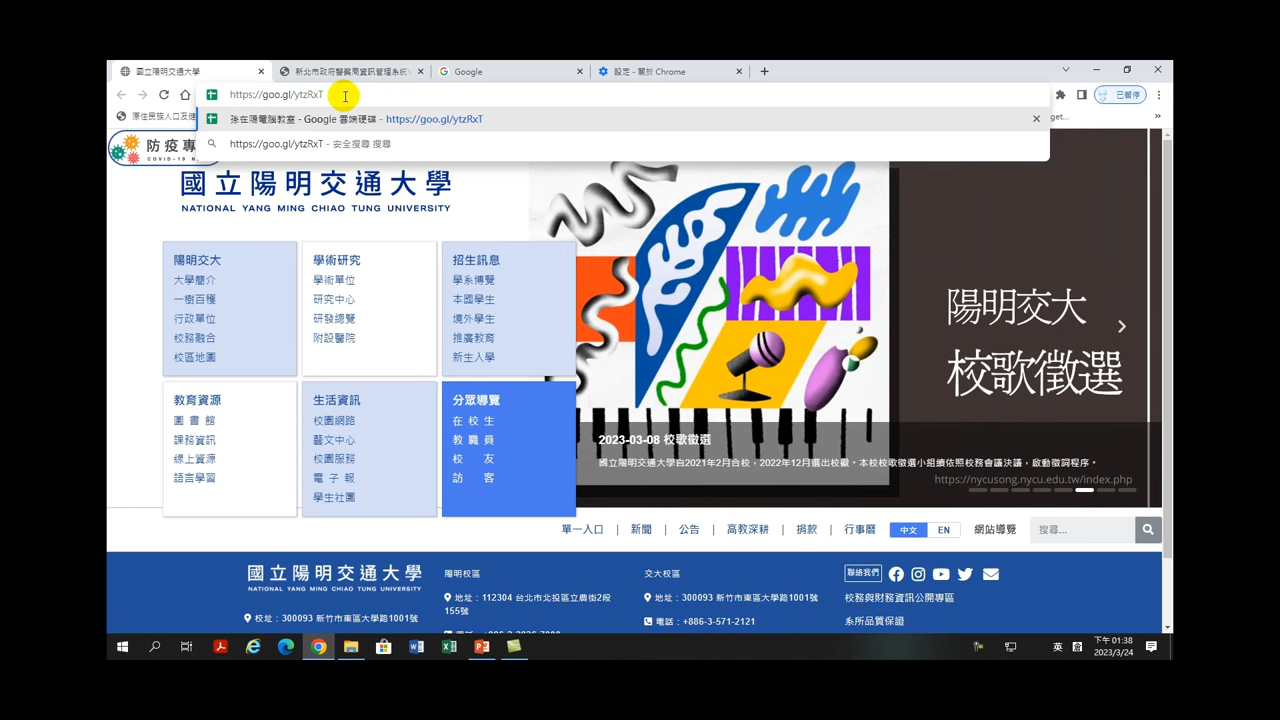 國立陽明交通大學
新北市政府警察局資訊管理系統
Google
設定 - 關於 Chrome
https://goo.gl/ytzRxT
已暫停
孫在陽電腦教室 - Google 雲端硬碟 - https://goo.gl/ytzRxT
https://goo.gl/ytzRxT - 安全搜尋 搜尋
原住民族人口及健
防疫專
COVID-19
國立陽明交通大學
NATIONAL YANG MING CHIAO TUNG UNIVERSITY
陽明交大
大學簡介
一樹百穫
行政單位
校務融合
校區地圖
學術研究
學術單位
研究中心
研發總覽
附設醫院
招生訊息
學系博覽
本國學生
境外學生
推廣教育
新生入學
教育資源
圖書館
課務資訊
線上資源
語言學習
生活資訊
校園網路
藝文中心
校園服務
電子報
學生社團
分眾導覽
在校生
教職員
校友
訪客
陽明交大
校歌徵選
2023-03-08 校歌徵選
國立陽明交通大學自2021年2月合校，2022年12月選出校徽。本校校歌徵選小組續依照校務會議決議，啟動徵詞程序。
https://nycusong.nycu.edu.tw/index.php
單一入口 | 新聞 | 公告 | 高教深耕 | 捐款 | 行事曆 中文 EN 網站導覽 搜尋...
國立陽明交通大學
NATIONAL YANG MING CHIAO TUNG UNIVERSITY
校址：300093 新竹市東區大學路1001號
陽明校區
地址：112304 台北市北投區立農街2段
155號
交大校區
地址：300093 新竹市東區大學路1001號
電話：+886-3-571-2121
聯絡我們
校務與財務資訊公開專區
系所品質保證
英
下午 01:38
2023/3/24